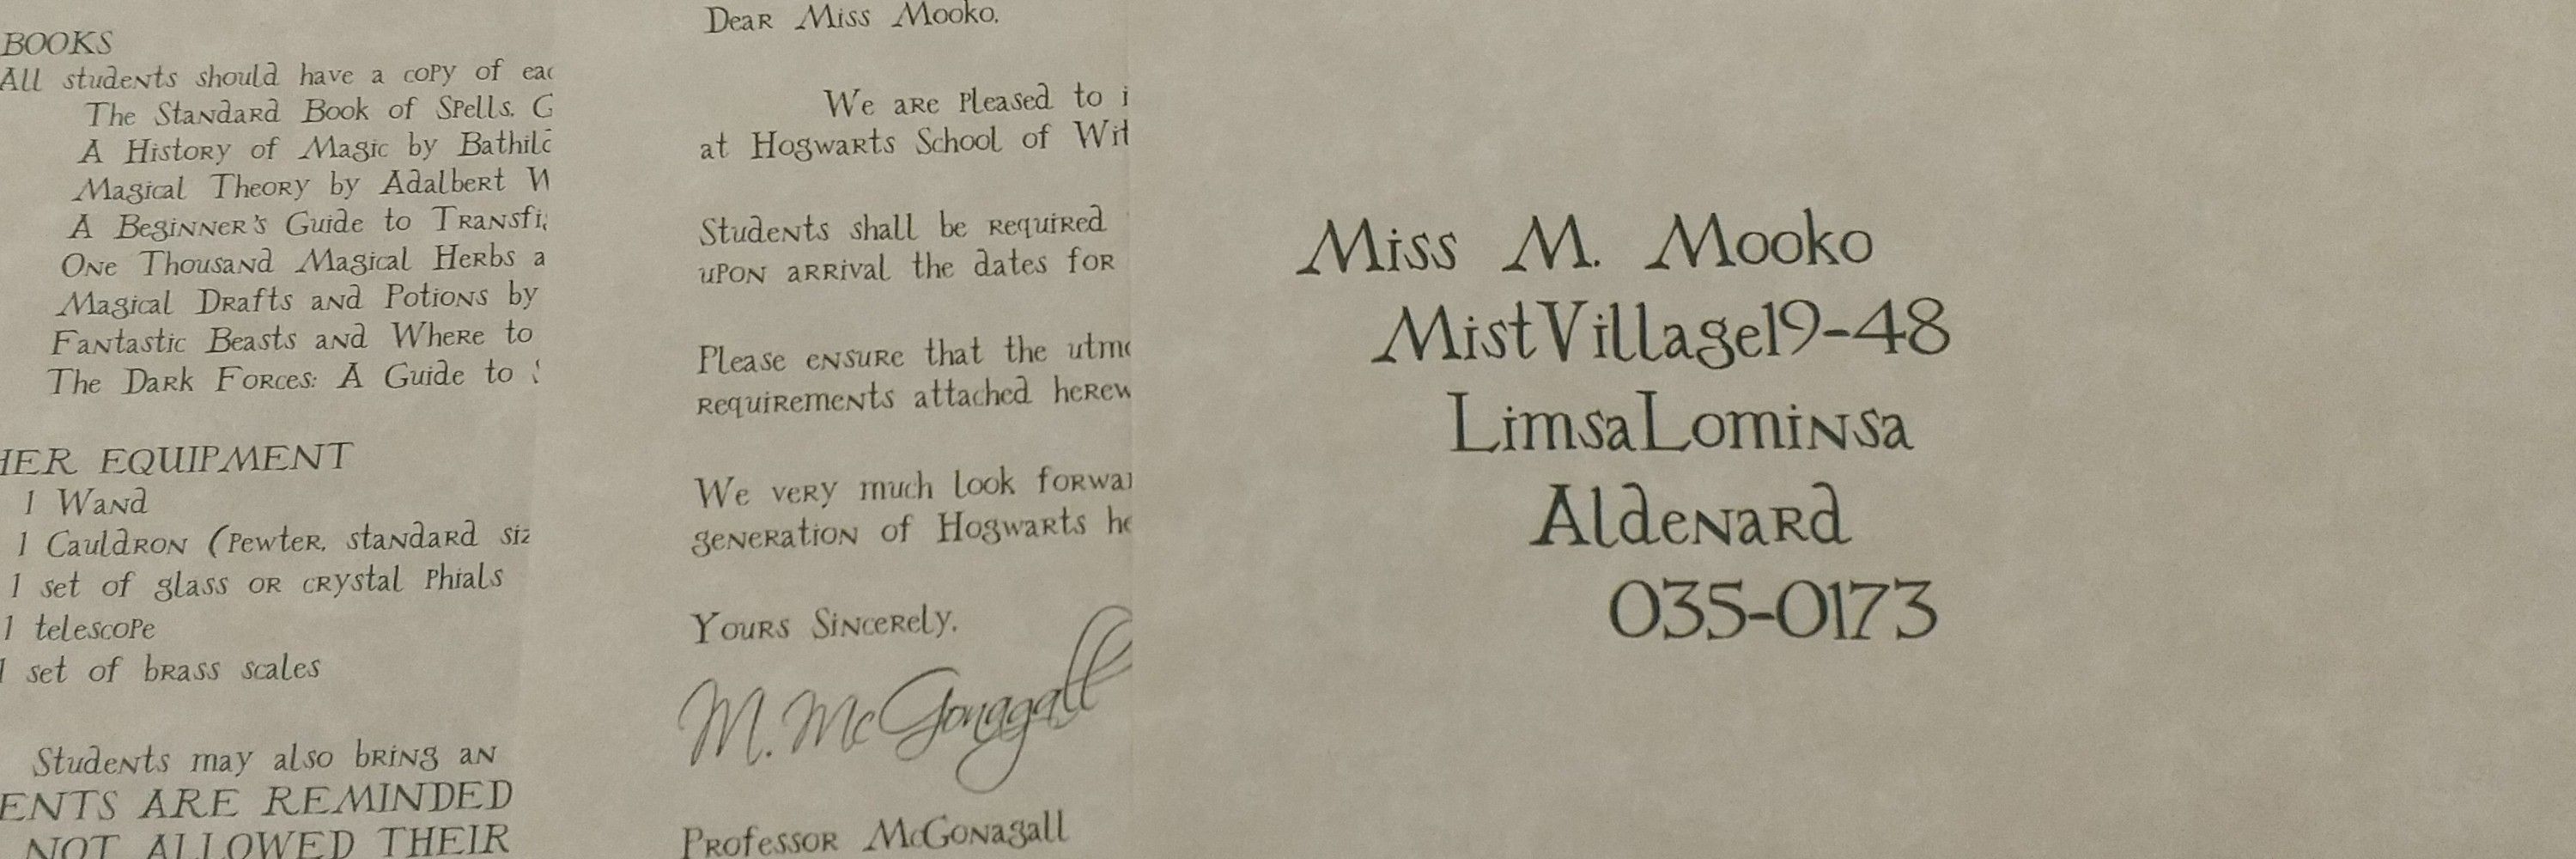 BOOKS
All students should have a copy of
The Standard Book of Spells,
A History of Magic by
Magical Theory by Adalbert
A Beginner's Guide to
One Thousand Magical Herbs
Magical Drafts and Potions by
Fantastic Beasts and Where to
The Dark Forces: A Guide to
EQUIPMENT
1 Wand
1 Cauldron (pewter, standard
1 set of glass or crystal phials
1 telescope
1 set of brass scales
Students may also bring an
ARE REMINDED
NOT ALLOWED THEIR
Dear Miss Mooko,
We are pleased to
at Hogwarts School of
Students shall be required
upon arrival the dates for
Please ensure that the
requirements attached
We very much look
generation of Hogwarts
Yours Sincerely,
M. McGonagall
Professor McGonagall
Miss M. Mooko
MistVillage19-48
LimsaLominsa
Aldenard
035-0173